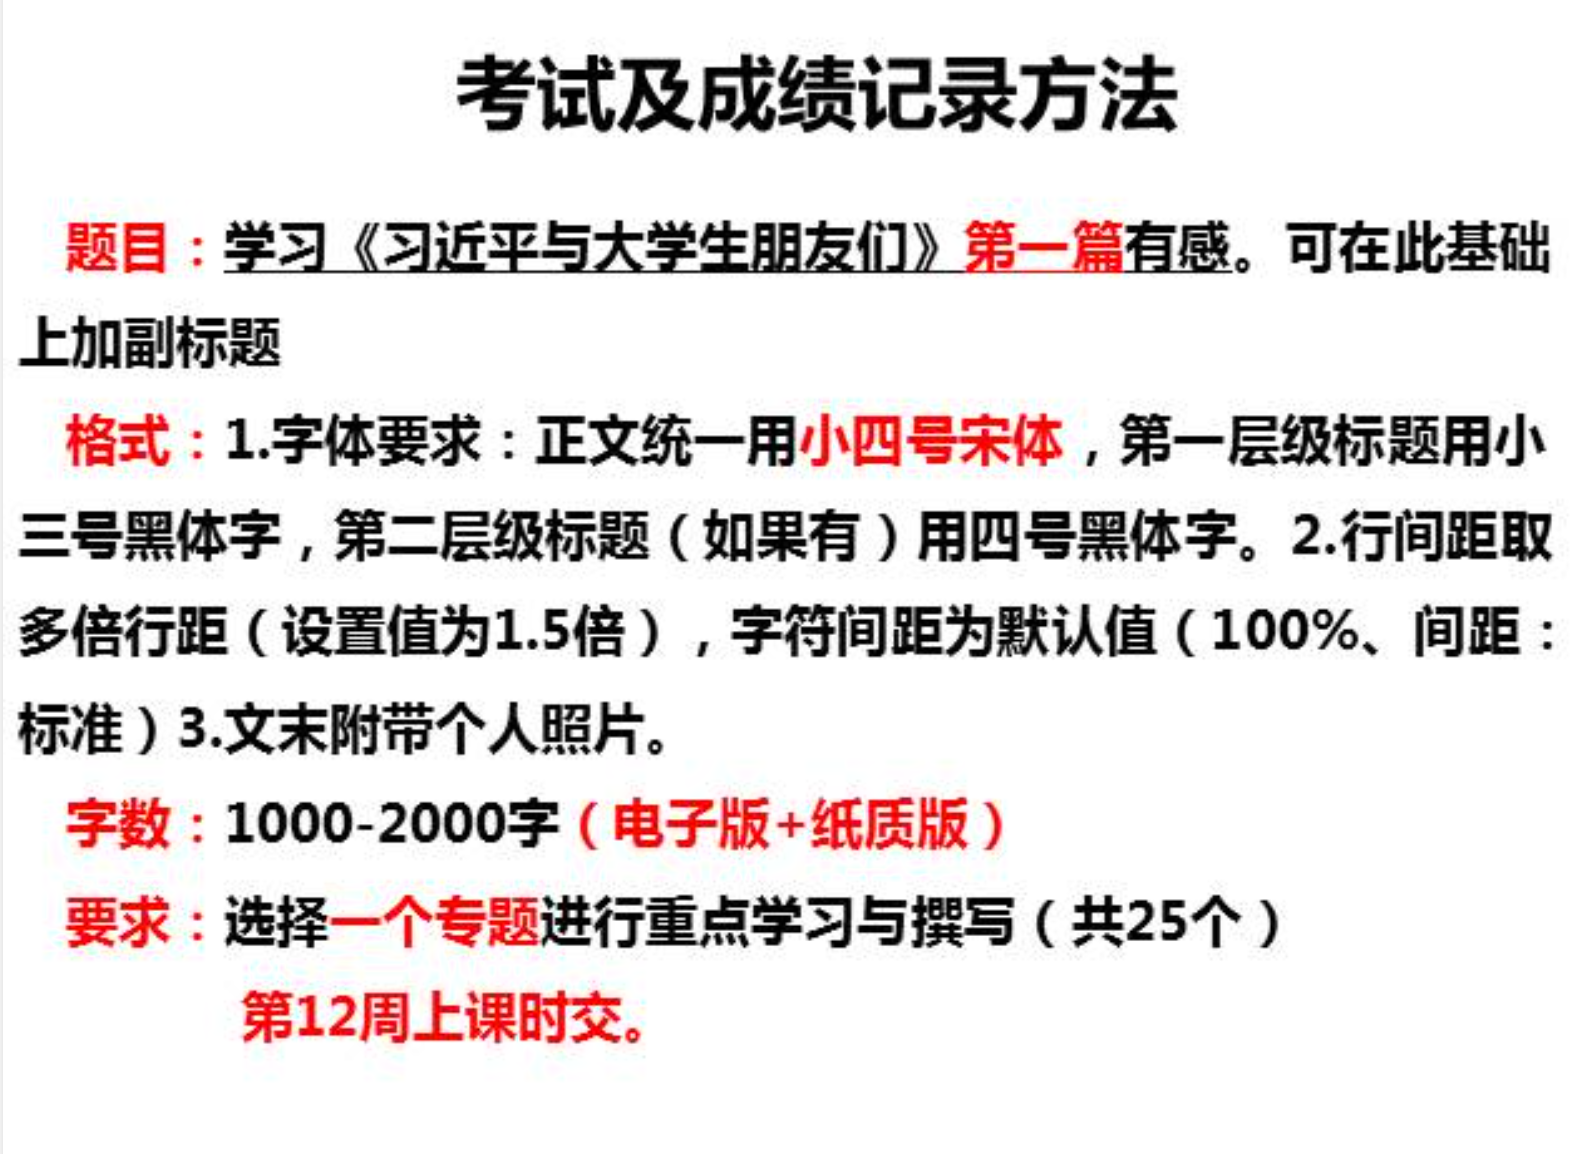 考试及成绩记录方法
题目：学习《习近平与大学生朋友们》第一篇有感。可在此基础
上加副标题
格式：1.字体要求：正文统一用小四号宋体，第一层级标题用小
三号黑体字，第二层级标题（如果有）用四号黑体字。2.行间距取
多倍行距（设置值为1.5倍），字符间距为默认值（100%、间距：
标准）3.文末附带个人照片。
字数：1000-2000字（电子版+纸质版）
要求：选择一个专题进行重点学习与撰写（共25个）
第12周上课时交。